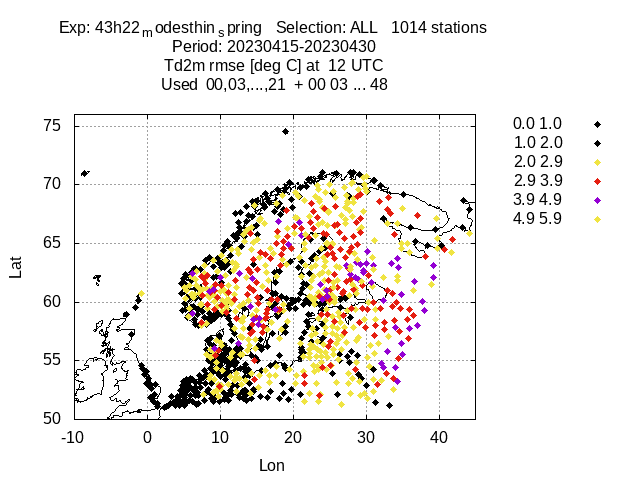 Exp: 43h22modesthinspring   Selection: ALL   1014 stations
Period: 20230415-20230430
Td2m rmse [deg C] at  12 UTC
Used  00,03,...,21  + 00 03 ... 48
75
70
65
60
55
50
Lat
-10 0 10 20 30 40
Lon
0.0 1.0
1.0 2.0
2.0 2.9
2.9 3.9
3.9 4.9
4.9 5.9